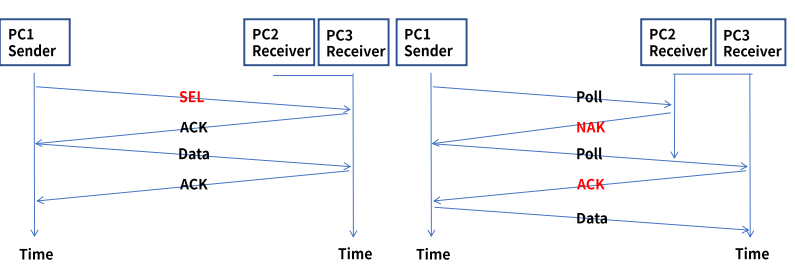 PC1
Sender
PC2
Receiver
PC3
Receiver
SEL
ACK
Data
ACK
Time
Time
PC1
Sender
PC2
Receiver
PC3
Receiver
Poll
NAK
Poll
ACK
Data
Time
Time